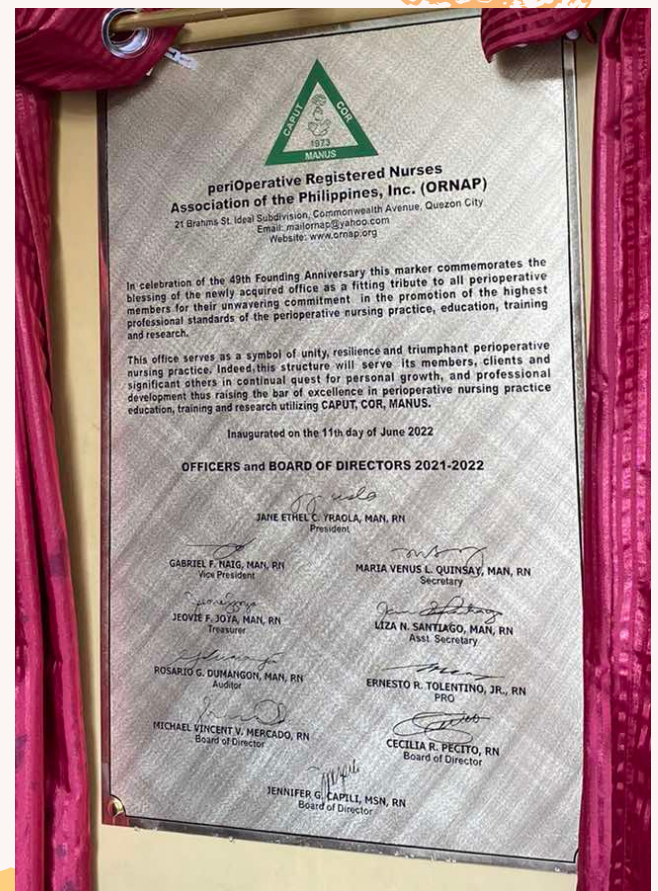 CAPUT COR
1973
MANUS
periOperative Registered Nurses
Association of the Philippines, Inc. (ORNAP)
21 Brahms St. Ideal Subdivision, Commonwealth Avenue, Quezon City
Email: mailornap@yahoo.com
Website: www.ornap.org
In celebration of the 49th Founding Anniversary this marker commemorates the
blessing of the newly acquired office as a fitting tribute to all perioperative
members for their unwavering commitment in the promotion of the highest
professional standards of the perioperative nursing practice, education, training
and research.
This office serves as a symbol of unity, resilience and triumphant perioperative
nursing practice. Indeed,this structure will serve its members, clients and
significant others in continual quest for personal growth, and professional
development thus raising the bar of excellence in perioperative nursing practice
education, training and research utilizing CAPUT, COR, MANUS.
Inaugurated on the 11th day of June 2022
OFFICERS and BOARD OF DIRECTORS 2021-2022
JANE ETHEL C. YRAOLA, MAN, RN
President
GABRIEL F. NAIG, MAN, RN
Vice President
MARIA VENUS L. QUINSAY, MAN, RN
Secretary
JEOVIE F. JOYA, MAN, RN
Treasurer
LIZA N. SANTIAGO, MAN, RN
Asst. Secretary
ROSARIO G. DUMANGON, MAN, RN
Auditor
ERNESTO R. TOLENTINO, JR., RN
PRO
MICHAEL VINCENT V. MERCADO, RN
Board of Director
CECILIA R. PECITO, RN
Board of Director
JENNIFER G. CAPILI, MSN, RN
Board of Director